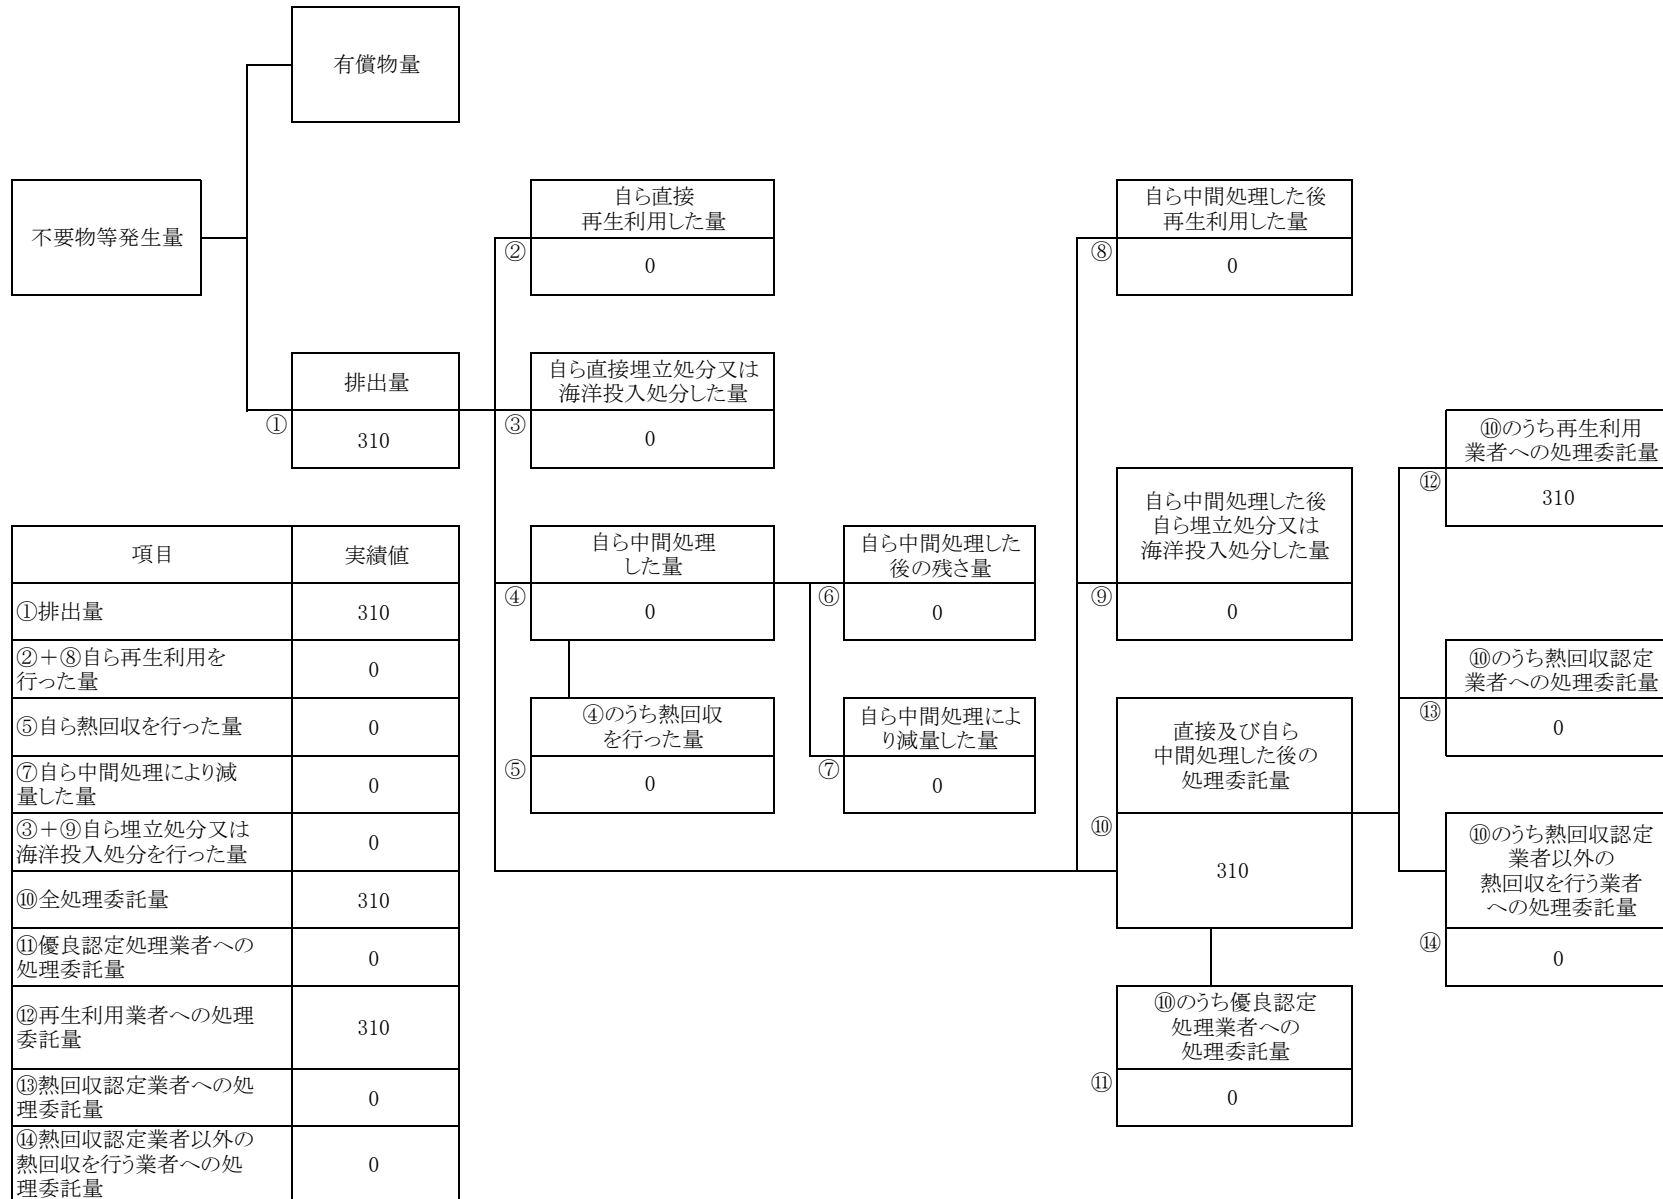 有償物量
不要物等発生量
排出量
①
310
自ら直接
再生利用した量
②
0
自ら直接埋立処分又は
海洋投入処分した量
③
0
自ら中間処理
した量
④
0
④のうち熱回収
を行った量
⑤
0
自ら中間処理した
後の残さ量
⑥
0
自ら中間処理によ
り減量した量
⑦
0
自ら中間処理した後
再生利用した量
⑧
0
自ら中間処理した後
自ら埋立処分又は
海洋投入処分した量
⑨
0
直接及び自ら
中間処理した後の
処理委託量
⑩
310
⑩のうち優良認定
処理業者への
処理委託量
⑪
0
⑩のうち再生利用
業者への処理委託量
⑫
310
⑩のうち熱回収認定
業者への処理委託量
⑬
0
⑩のうち熱回収認定
業者以外の
熱回収を行う業者
への処理委託量
⑭
0
項目 実績値
①排出量 310
②+⑧自ら再生利用を
行った量 0
⑤自ら熱回収を行った量 0
⑦自ら中間処理により減
量した量 0
③+⑨自ら埋立処分又は
海洋投入処分を行った量 0
⑩全処理委託量 310
⑪優良認定処理業者への
処理委託量 0
⑫再生利用業者への処理
委託量 310
⑬熱回収認定業者への処
理委託量 0
⑭熱回収認定業者以外の
熱回収を行う業者への処
理委託量 0